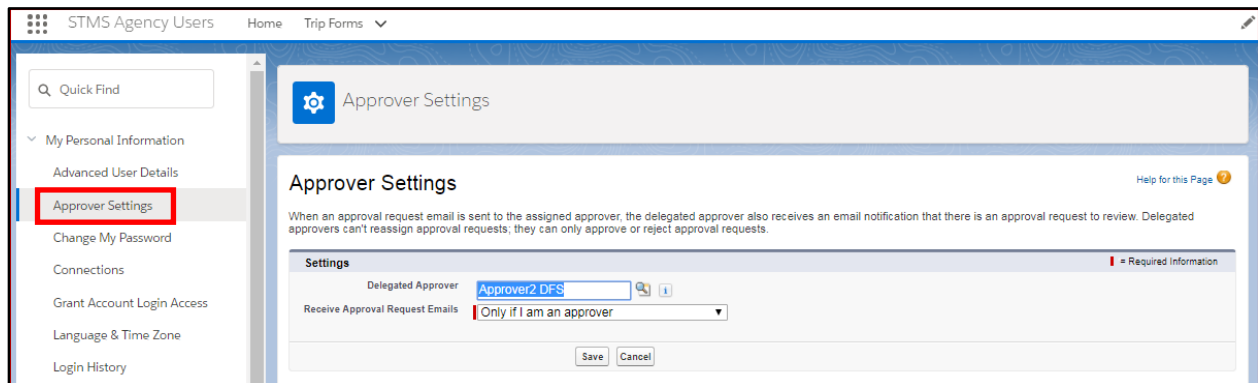 STMS Agency Users Home Trip Forms
Quick Find
My Personal Information
Advanced User Details
Approver Settings
Change My Password
Connections
Grant Account Login Access
Language & Time Zone
Login History
Approver Settings
Approver Settings
Help for this Page ?
When an approval request email is sent to the assigned approver, the delegated approver also receives an email notification that there is an approval request to review. Delegated
approvers can't reassign approval requests; they can only approve or reject approval requests.
Settings
= Required Information
Delegated Approver Approver2 DFS i
Receive Approval Request Emails Only if I am an approver
Save Cancel